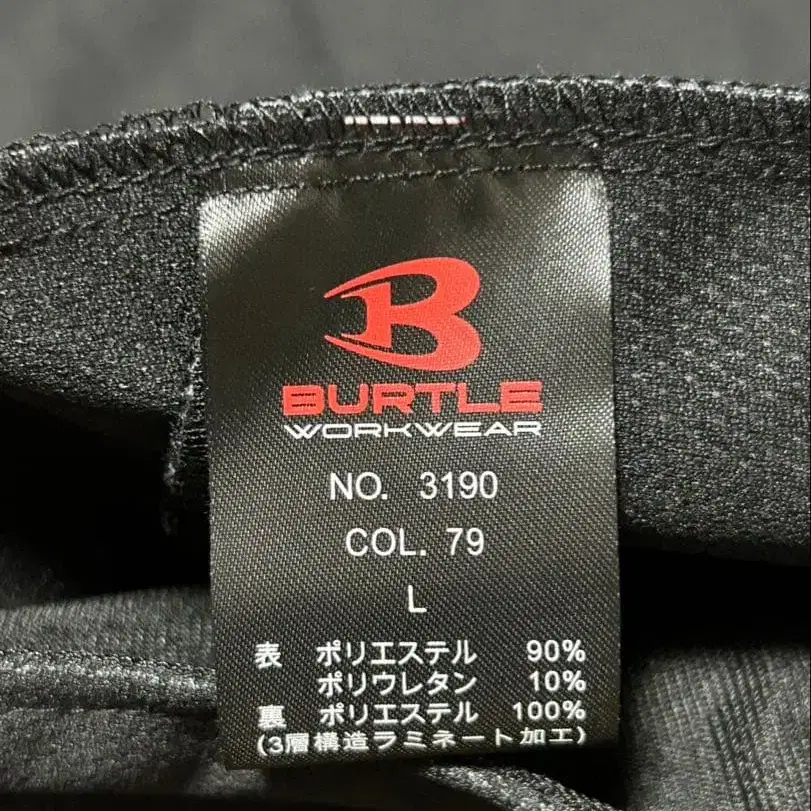 BURTLE
WORKWEAR
NO. 3190
COL. 79
L
表 ポリエステル 90%
ポリウレタン 10%
裏 ポリエステル 100%
(3層構造ラミネート加工)